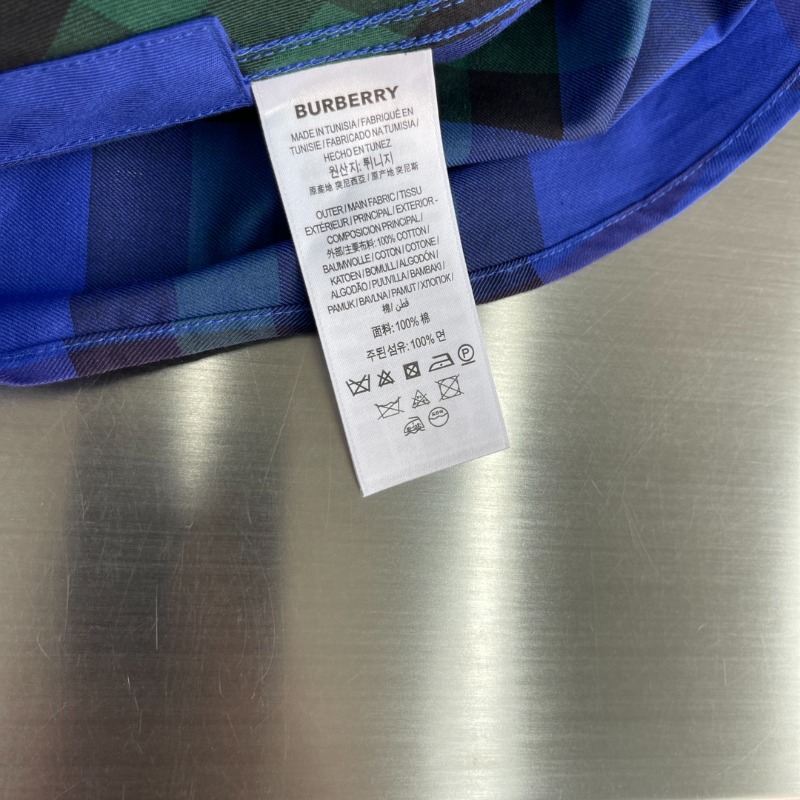 BURBERRY
MADE IN TUNISIA / FABRIQUÉ EN
TUNISIE / FABRICADO NA TUMISIA /
HECHO EN TUNEZ
원산지: 튀니지
原產地 突尼西亞 / 原产地 突尼斯
OUTER / MAIN FABRIC / TISSU
EXTÉRIEUR / PRINCIPAL / EXTERIOR -
COMPOSICION PRINCIPAL /
外部/主要布料: 100% COTTON /
BAUMWOLLE / COTON / COTONE /
KATOEN / BOMULL / ALGODÓN /
ALGODÃO / PUUVILLA / BAMBAKI /
PAMUK / BAVLNA / PAMUT / ХЛОПОК /
棉/ قطن
面料: 100% 棉
주된 섬유: 100% 면
P